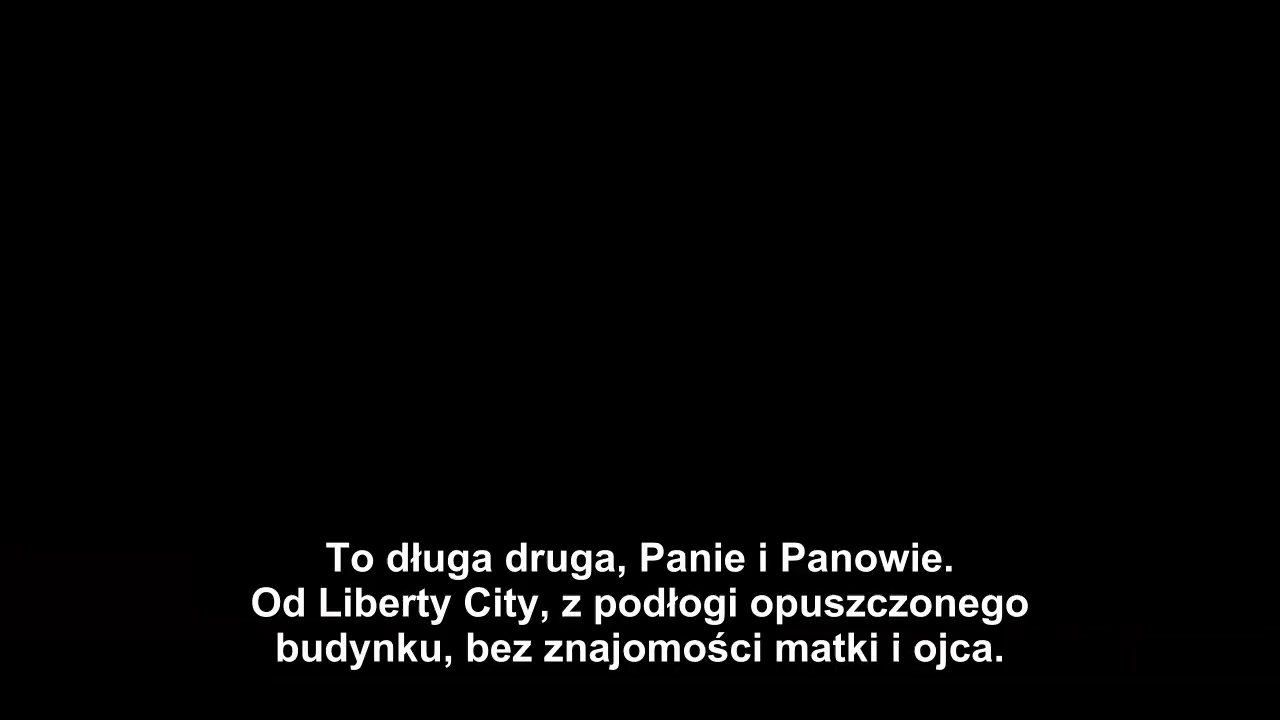 To długa druga, Panie i Panowie.
Od Liberty City, z podłogi opuszczonego
budynku, bez znajomości matki i ojca.